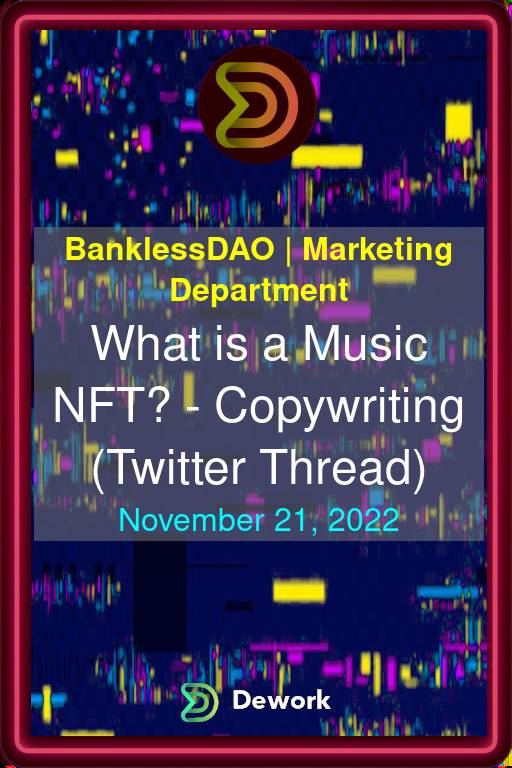 BanklessDAO | Marketing
Department
What is a Music
NFT? - Copywriting
(Twitter Thread)
November 21, 2022
Dework